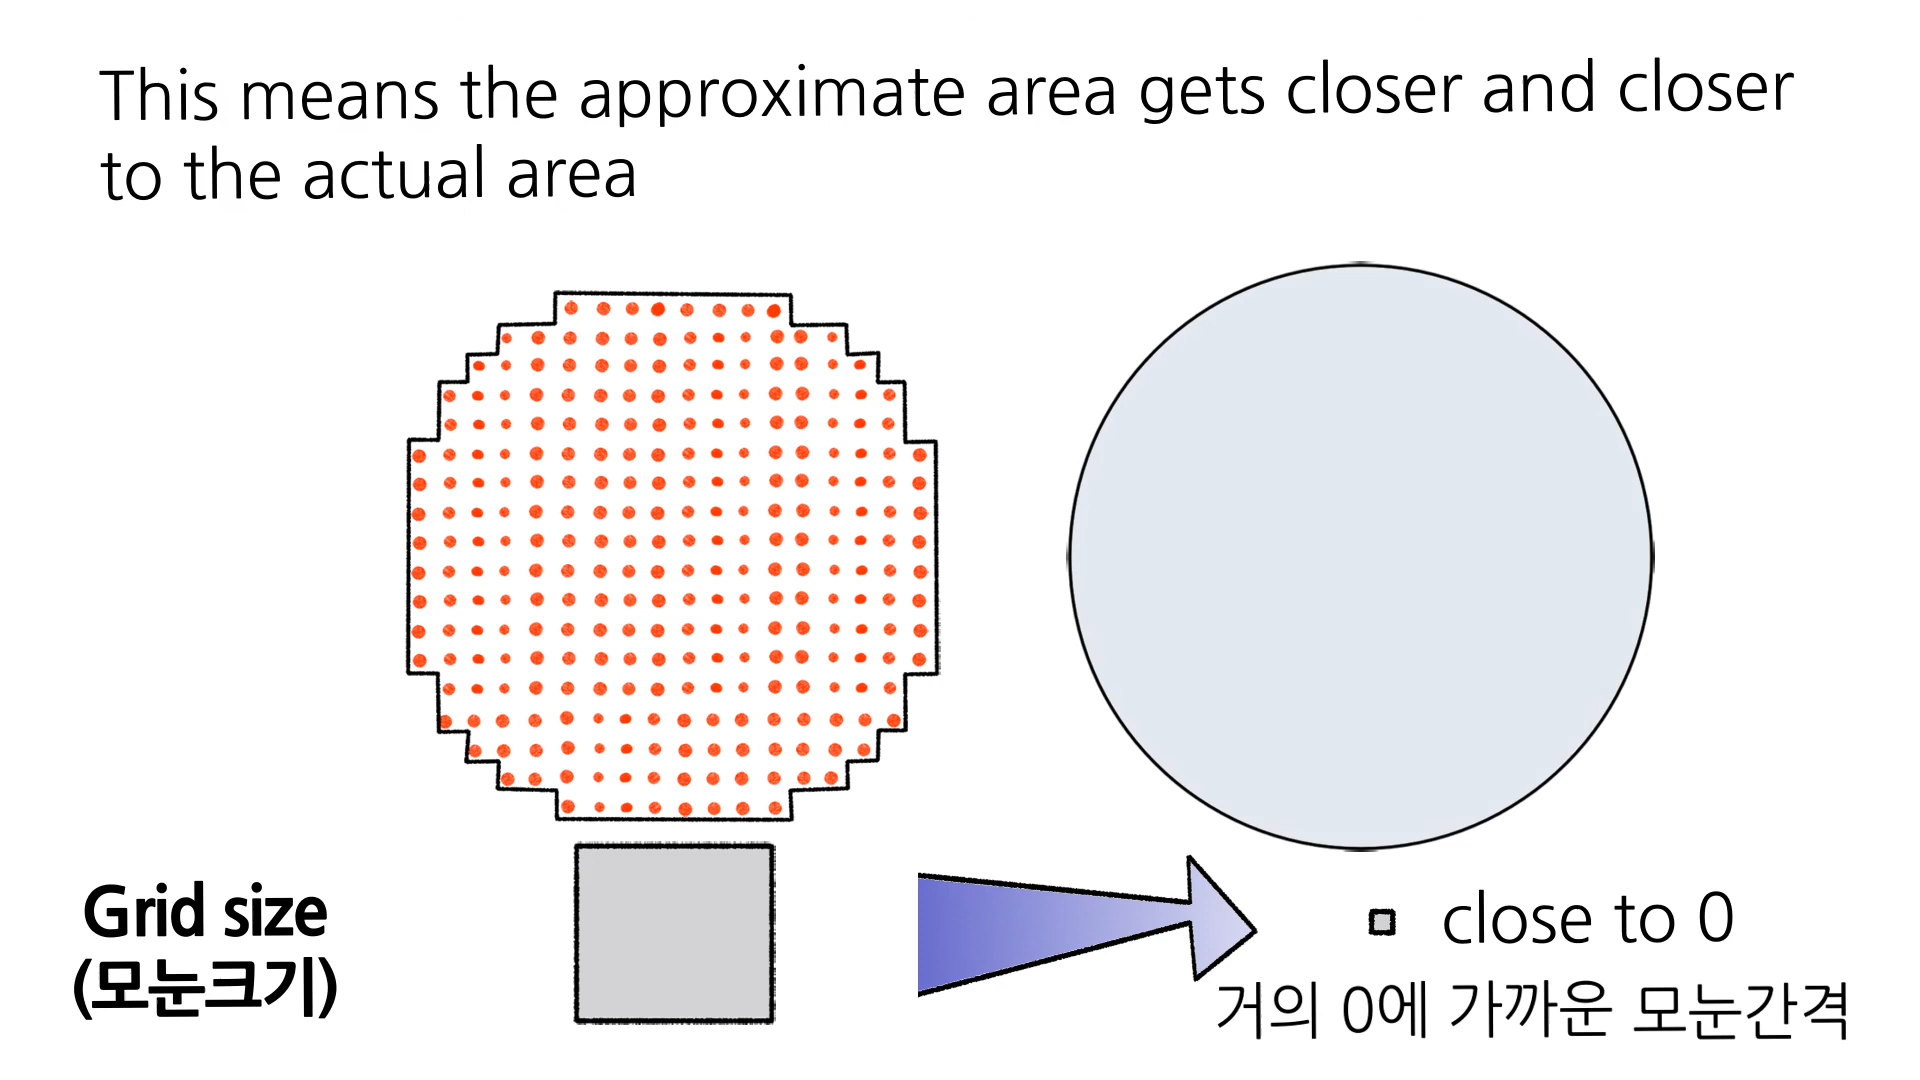 This means the approximate area gets closer and closer
to the actual area
Grid size
(모눈크기)
close to 0
거의 0에 가까운 모눈간격